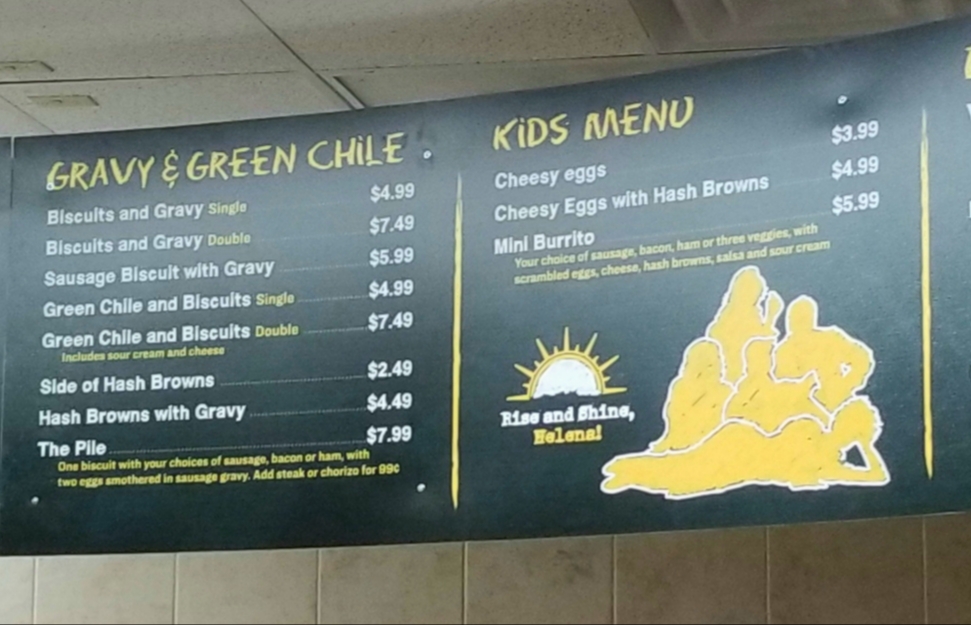 GRAVY & GREEN CHILE
Biscuits and Gravy Single $4.99
Biscuits and Gravy Double $7.49
Sausage Biscuit with Gravy $5.99
Green Chile and Biscuits Single $4.99
Green Chile and Biscuits Double $7.49
Includes sour cream and cheese
Side of Hash Browns $2.49
Hash Browns with Gravy $4.49
The Pile $7.99
One biscuit with your choices of sausage, bacon or ham, with
two eggs smothered in sausage gravy. Add steak or chorizo for 99¢
KiDS MENU
Cheesy eggs $3.99
Cheesy Eggs with Hash Browns $4.99
Mini Burrito $5.99
Your choice of sausage, bacon, ham or three veggies, with
scrambled eggs, cheese, hash browns, salsa and sour cream
Rise and Shine,
Helena!